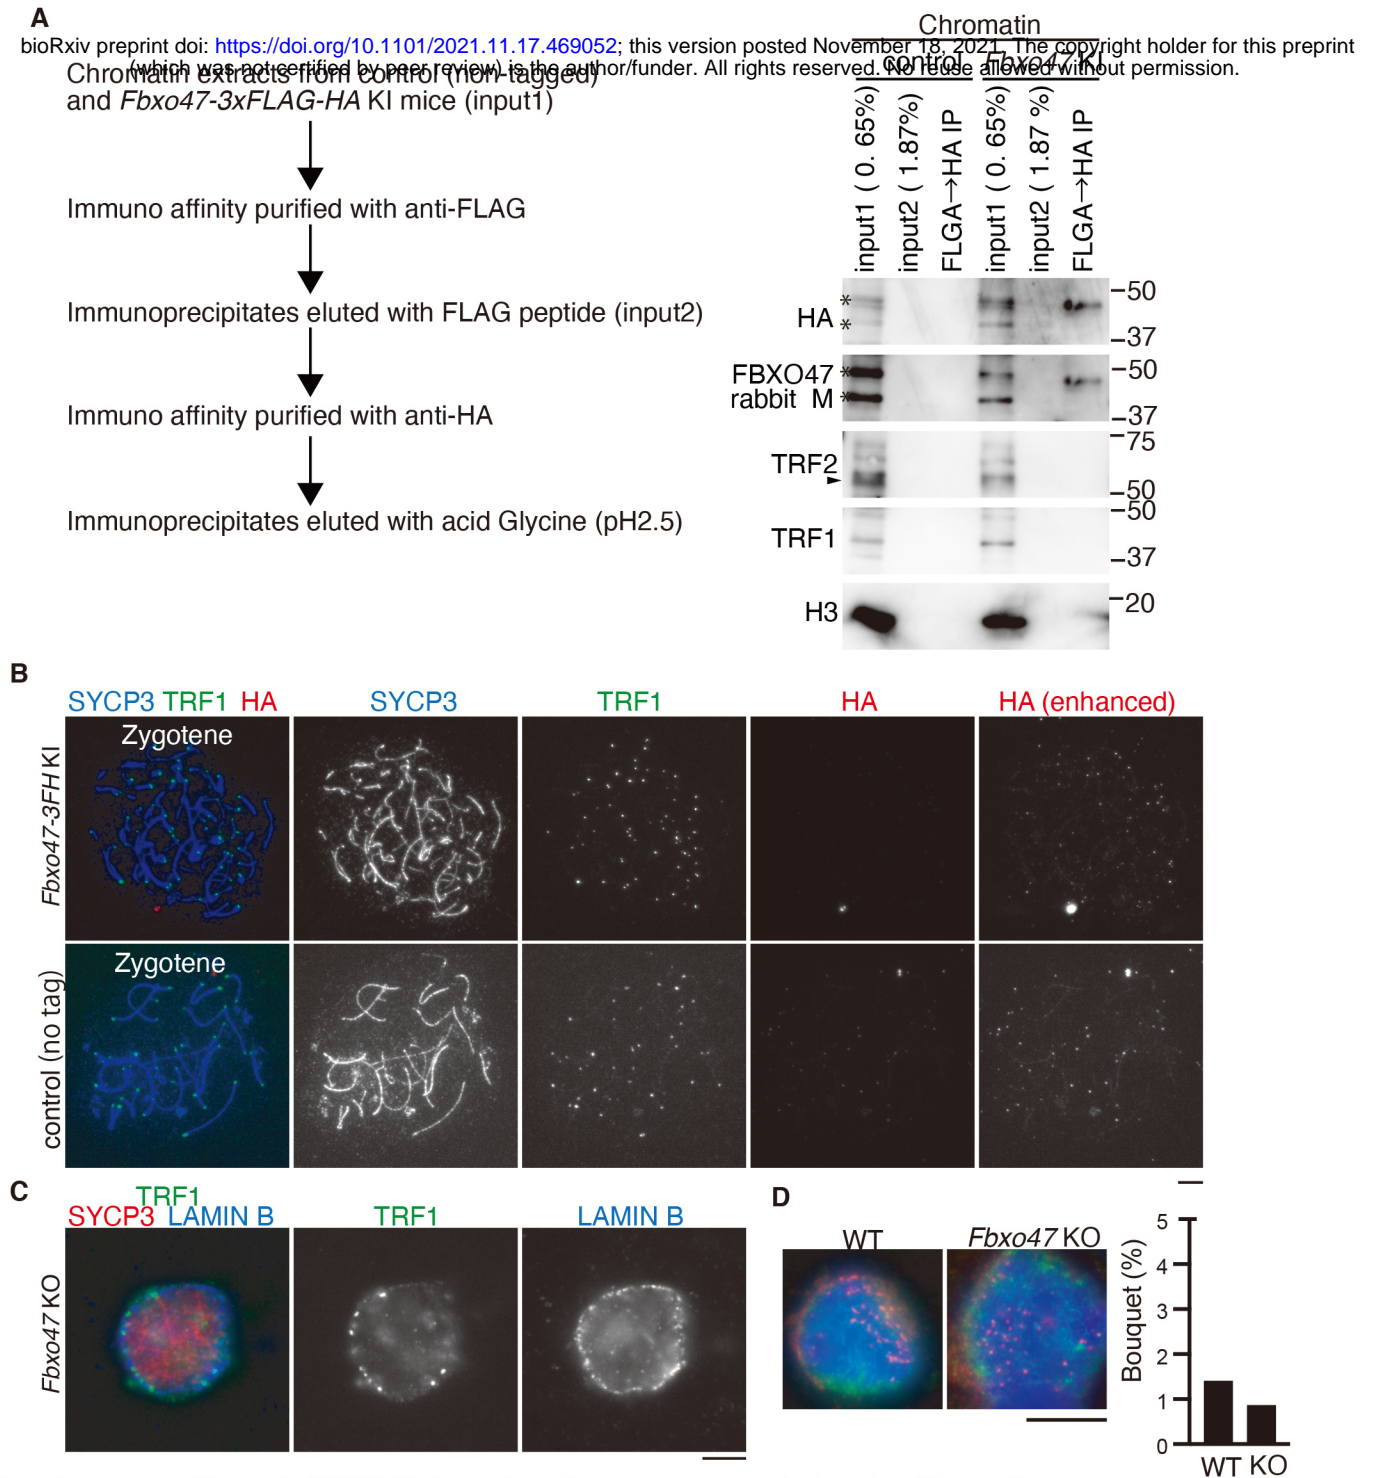 A
bioRxiv preprint doi: https://doi.org/10.1101/2021.11.17.469052; this version posted November 18, 2021. The copyright holder for this preprint
(which was not certified by peer review) is the author/funder. All rights reserved. No reuse allowed without permission.
Chromatin extracts from control (non-tagged)
and Fbxo47-3xFLAG-HA KI mice (input1)
Immuno affinity purified with anti-FLAG
Immunoprecipitates eluted with FLAG peptide (input2)
Immuno affinity purified with anti-HA
Immunoprecipitates eluted with acid Glycine (pH2.5)
Chromatin
control Fbxo47 KI
input1 ( 0. 65%)
input2 ( 1.87%)
FLGA→HA IP
input1 ( 0. 65%)
input2 ( 1.87 %)
FLGA→HA IP
HA * * 50 37
FBXO47 rabbit M * * 50 37
TRF2 75 50
TRF1 50 37
H3 20
B
SYCP3 TRF1 HA SYCP3 TRF1 HA HA (enhanced)
Fbxo47-3FH KI
Zygotene
control (no tag)
Zygotene
C
TRF1
SYCP3 LAMIN B TRF1 LAMIN B
Fbxo47 KO
D
WT Fbxo47 KO
Bouquet (%)
5
4
3
2
1
0
WT KO